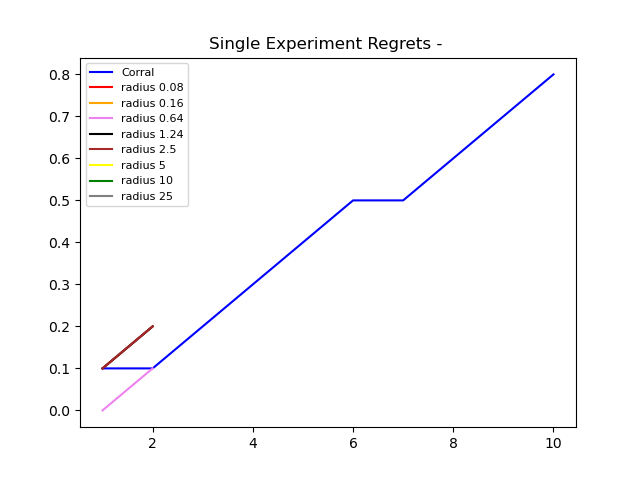 Single Experiment Regrets -
Corral
radius 0.08
radius 0.16
radius 0.64
radius 1.24
radius 2.5
radius 5
radius 10
radius 25
0.8
0.7
0.6
0.5
0.4
0.3
0.2
0.1
0.0
2 4 6 8 10